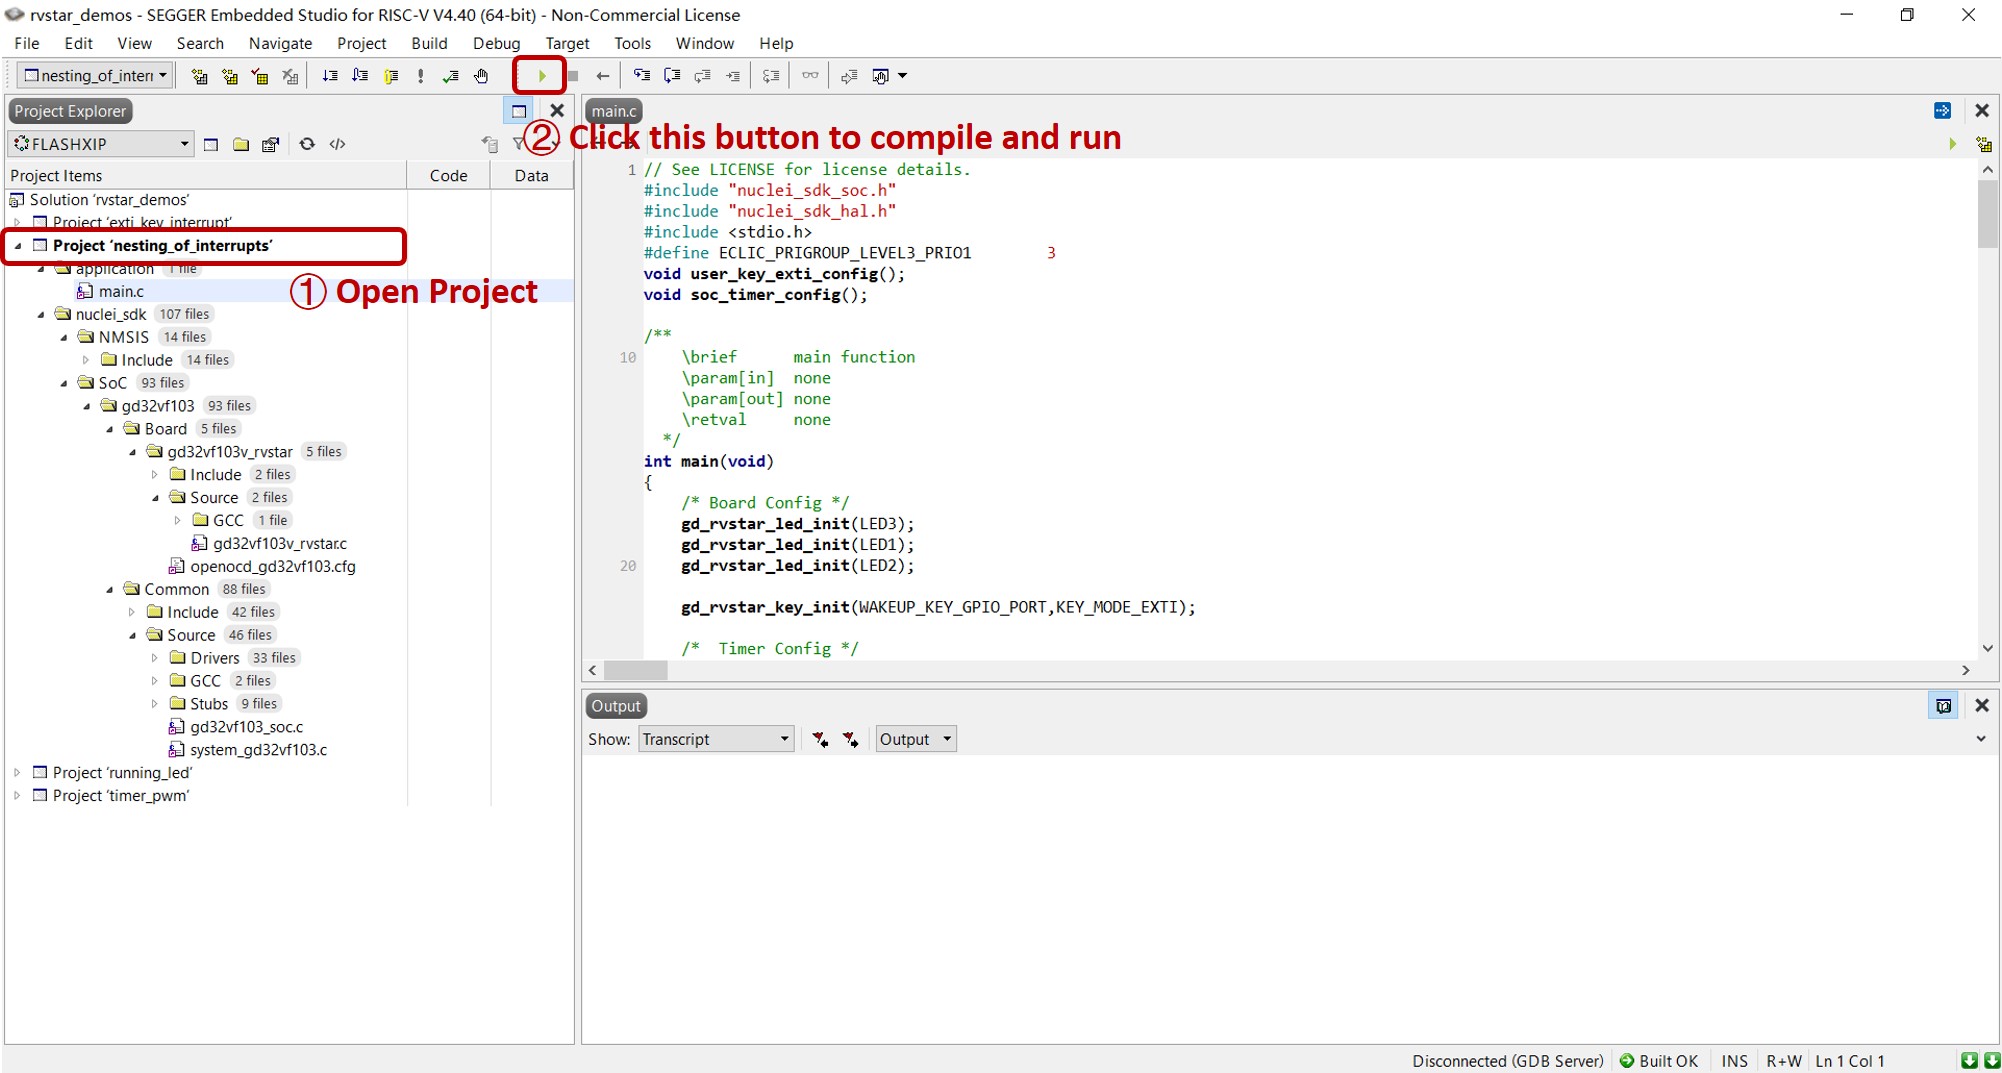 rvstar_demos - SEGGER Embedded Studio for RISC-V V4.40 (64-bit) - Non-Commercial License
File Edit View Search Navigate Project Build Debug Target Tools Window Help
nesting_of_interr
Project Explorer
main.c
② Click this button to compile and run
FLASHXIP
Project Items Code Data
Solution 'rvstar_demos'
Project 'exti_key_interrupt'
Project 'nesting_of_interrupts'
application 1 file
main.c
① Open Project
nuclei_sdk 107 files
NMSIS 14 files
Include 14 files
SoC 93 files
gd32vf103 93 files
Board 5 files
gd32vf103v_rvstar 5 files
Include 2 files
Source 2 files
GCC 1 file
gd32vf103v_rvstar.c
openocd_gd32vf103.cfg
Common 88 files
Include 42 files
Source 46 files
Drivers 33 files
GCC 2 files
Stubs 9 files
gd32vf103_soc.c
system_gd32vf103.c
Project 'running_led'
Project 'timer_pwm'
1 // See LICENSE for license details.
#include "nuclei_sdk_soc.h"
#include "nuclei_sdk_hal.h"
#include <stdio.h>
#define ECLIC_PRIGROUP_LEVEL3_PRIO1 3
void user_key_exti_config();
void soc_timer_config();
/**
10 \brief main function
\param[in] none
\param[out] none
\retval none
*/
int main(void)
{
/* Board Config */
gd_rvstar_led_init(LED3);
gd_rvstar_led_init(LED1);
20 gd_rvstar_led_init(LED2);
gd_rvstar_key_init(WAKEUP_KEY_GPIO_PORT,KEY_MODE_EXTI);
/* Timer Config */
Output
Show: Transcript Output
Disconnected (GDB Server) Built OK INS R+W Ln 1 Col 1